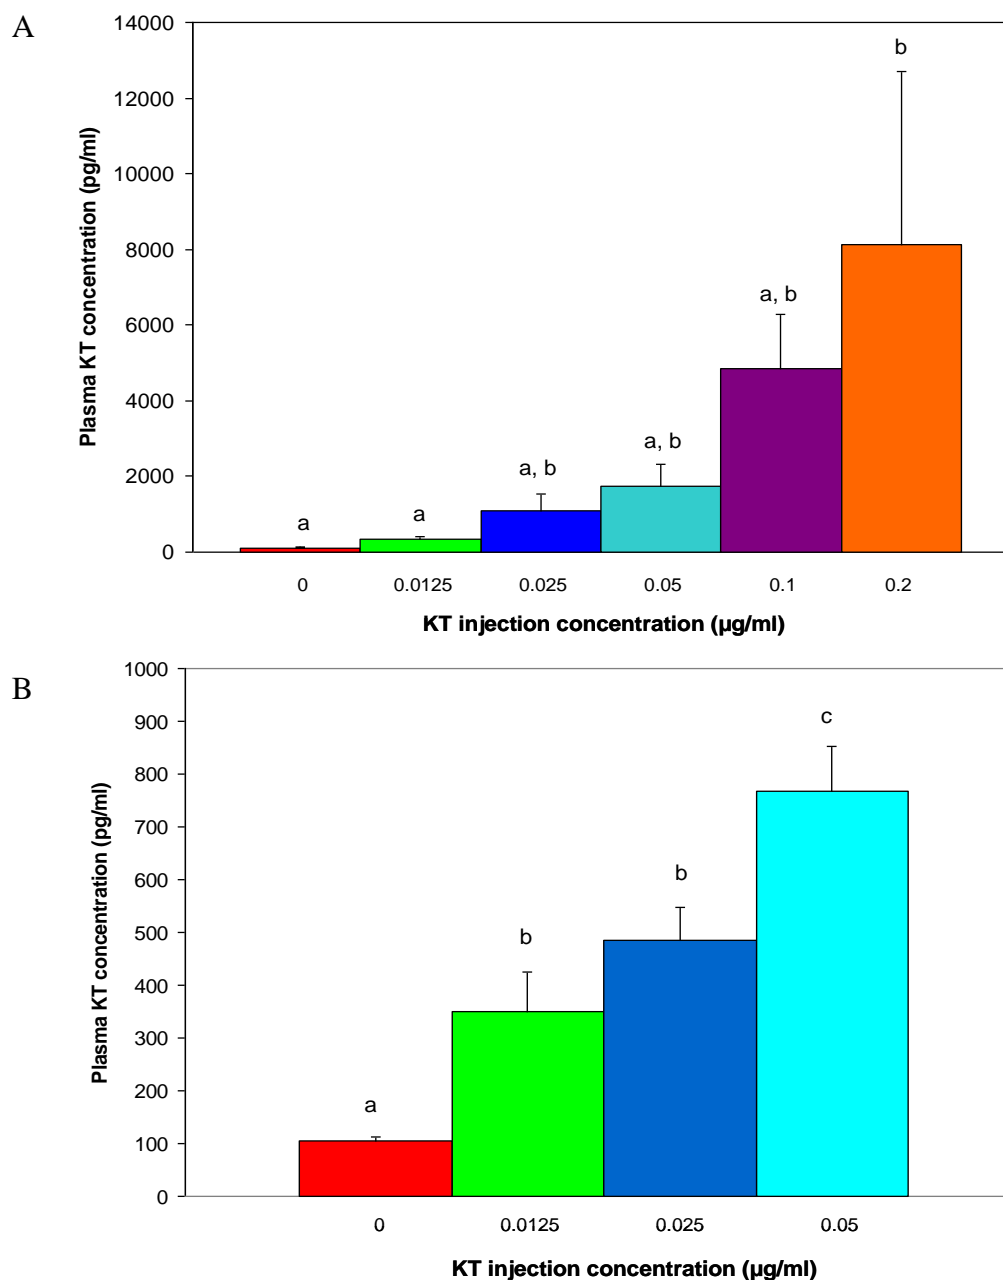 A
14000
12000
10000
8000
6000
4000
2000
0
Plasma KT concentration (pg/ml)
a
a
a, b
a, b
a, b
b
0 0.0125 0.025 0.05 0.1 0.2
KT injection concentration (µg/ml)
B
1000
900
800
700
600
500
400
300
200
100
0
Plasma KT concentration (pg/ml)
a
b
b
c
0 0.0125 0.025 0.05
KT injection concentration (µg/ml)